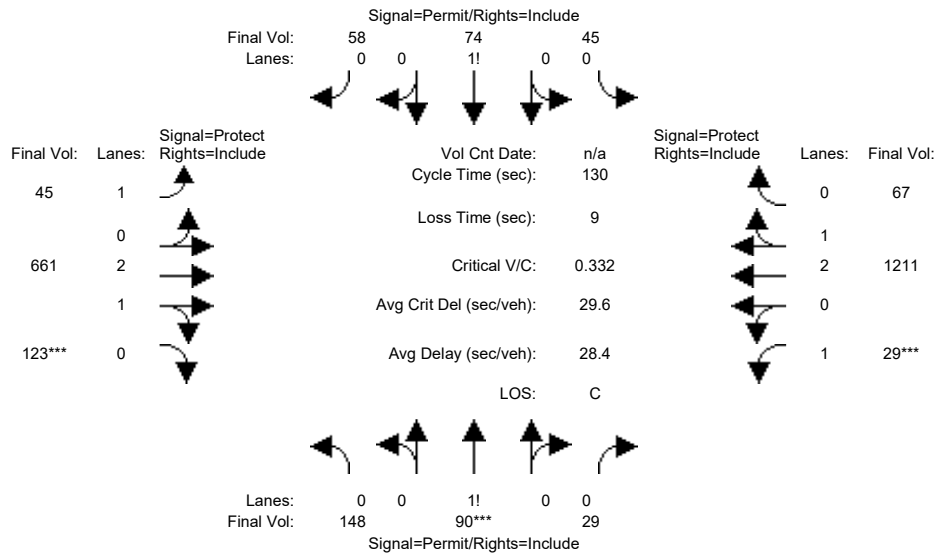 Signal=Permit/Rights=Include
Final Vol: 58 74 45
Lanes: 0 0 1! 0 0
Signal=Protect Signal=Protect
Final Vol: Lanes: Rights=Include Vol Cnt Date: n/a Rights=Include Lanes: Final Vol:
Cycle Time (sec): 130
45 1 0 67
Loss Time (sec): 9
0 1
661 2 Critical V/C: 0.332 2 1211
1 Avg Crit Del (sec/veh): 29.6 0
123*** 0 Avg Delay (sec/veh): 28.4 1 29***
LOS: C
Lanes: 0 0 1! 0 0
Final Vol: 148 90*** 29
Signal=Permit/Rights=Include